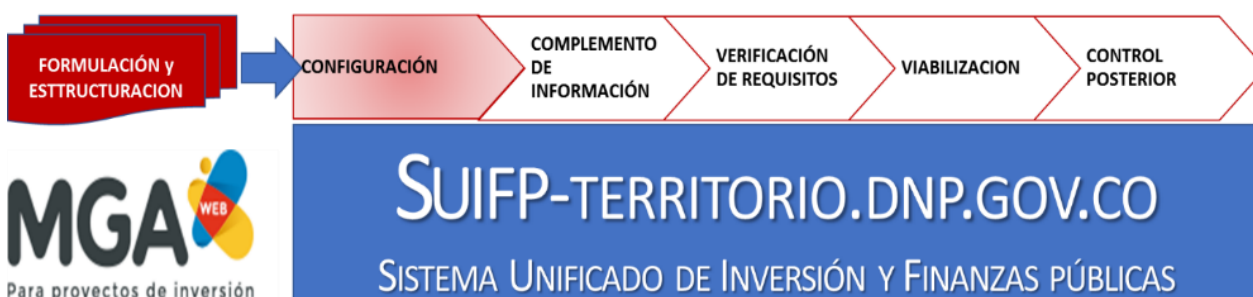 FORMULACIÓN y
ESTTRUCTURACION
CONFIGURACIÓN
COMPLEMENTO
DE
INFORMACIÓN
VERIFICACIÓN
DE REQUISITOS
VIABILIZACION
CONTROL
POSTERIOR
MGA
WEB
Para proyectos de inversión
SUIFP-TERRITORIO.DNP.GOV.CO
SISTEMA UNIFICADO DE INVERSIÓN Y FINANZAS PÚBLICAS